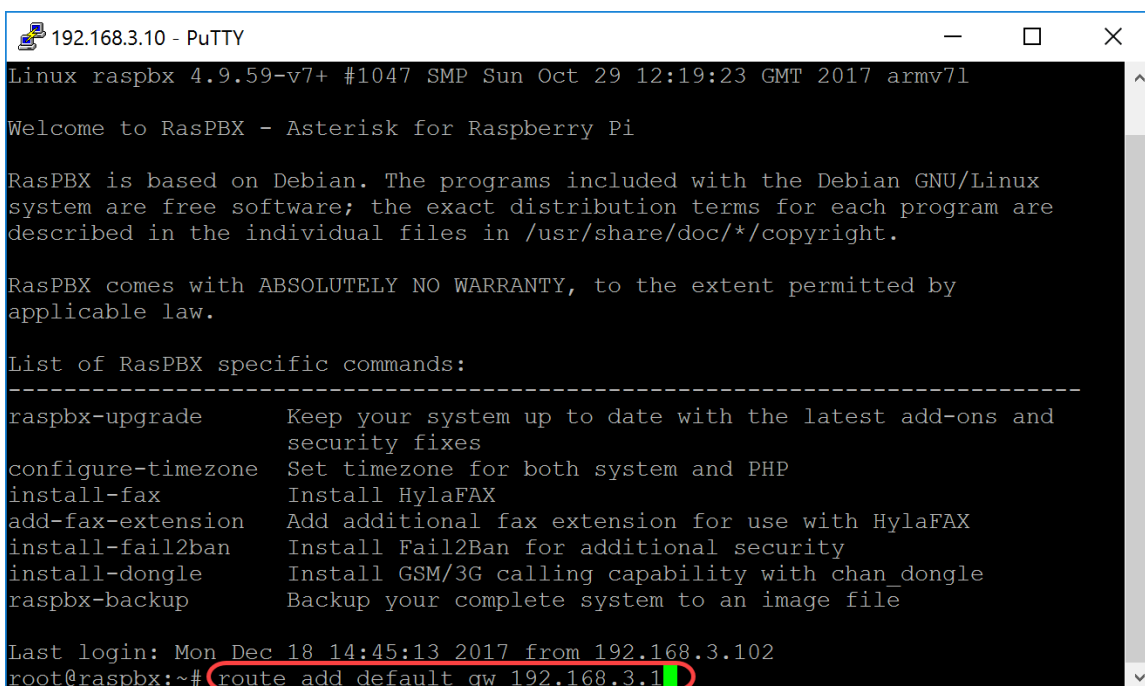 192.168.3.10 - PuTTY
Linux raspbx 4.9.59-v7+ #1047 SMP Sun Oct 29 12:19:23 GMT 2017 armv7l
Welcome to RasPBX - Asterisk for Raspberry Pi
RasPBX is based on Debian. The programs included with the Debian GNU/Linux
system are free software; the exact distribution terms for each program are
described in the individual files in /usr/share/doc/*/copyright.
RasPBX comes with ABSOLUTELY NO WARRANTY, to the extent permitted by
applicable law.
List of RasPBX specific commands:
-----------------------------------------------------------------------------
raspbx-upgrade      Keep your system up to date with the latest add-ons and
                    security fixes
configure-timezone  Set timezone for both system and PHP
install-fax         Install HylaFAX
add-fax-extension   Add additional fax extension for use with HylaFAX
install-fail2ban    Install Fail2Ban for additional security
install-dongle      Install GSM/3G calling capability with chan_dongle
raspbx-backup       Backup your complete system to an image file
Last login: Mon Dec 18 14:45:13 2017 from 192.168.3.102
root@raspbx:~# route add default gw 192.168.3.1